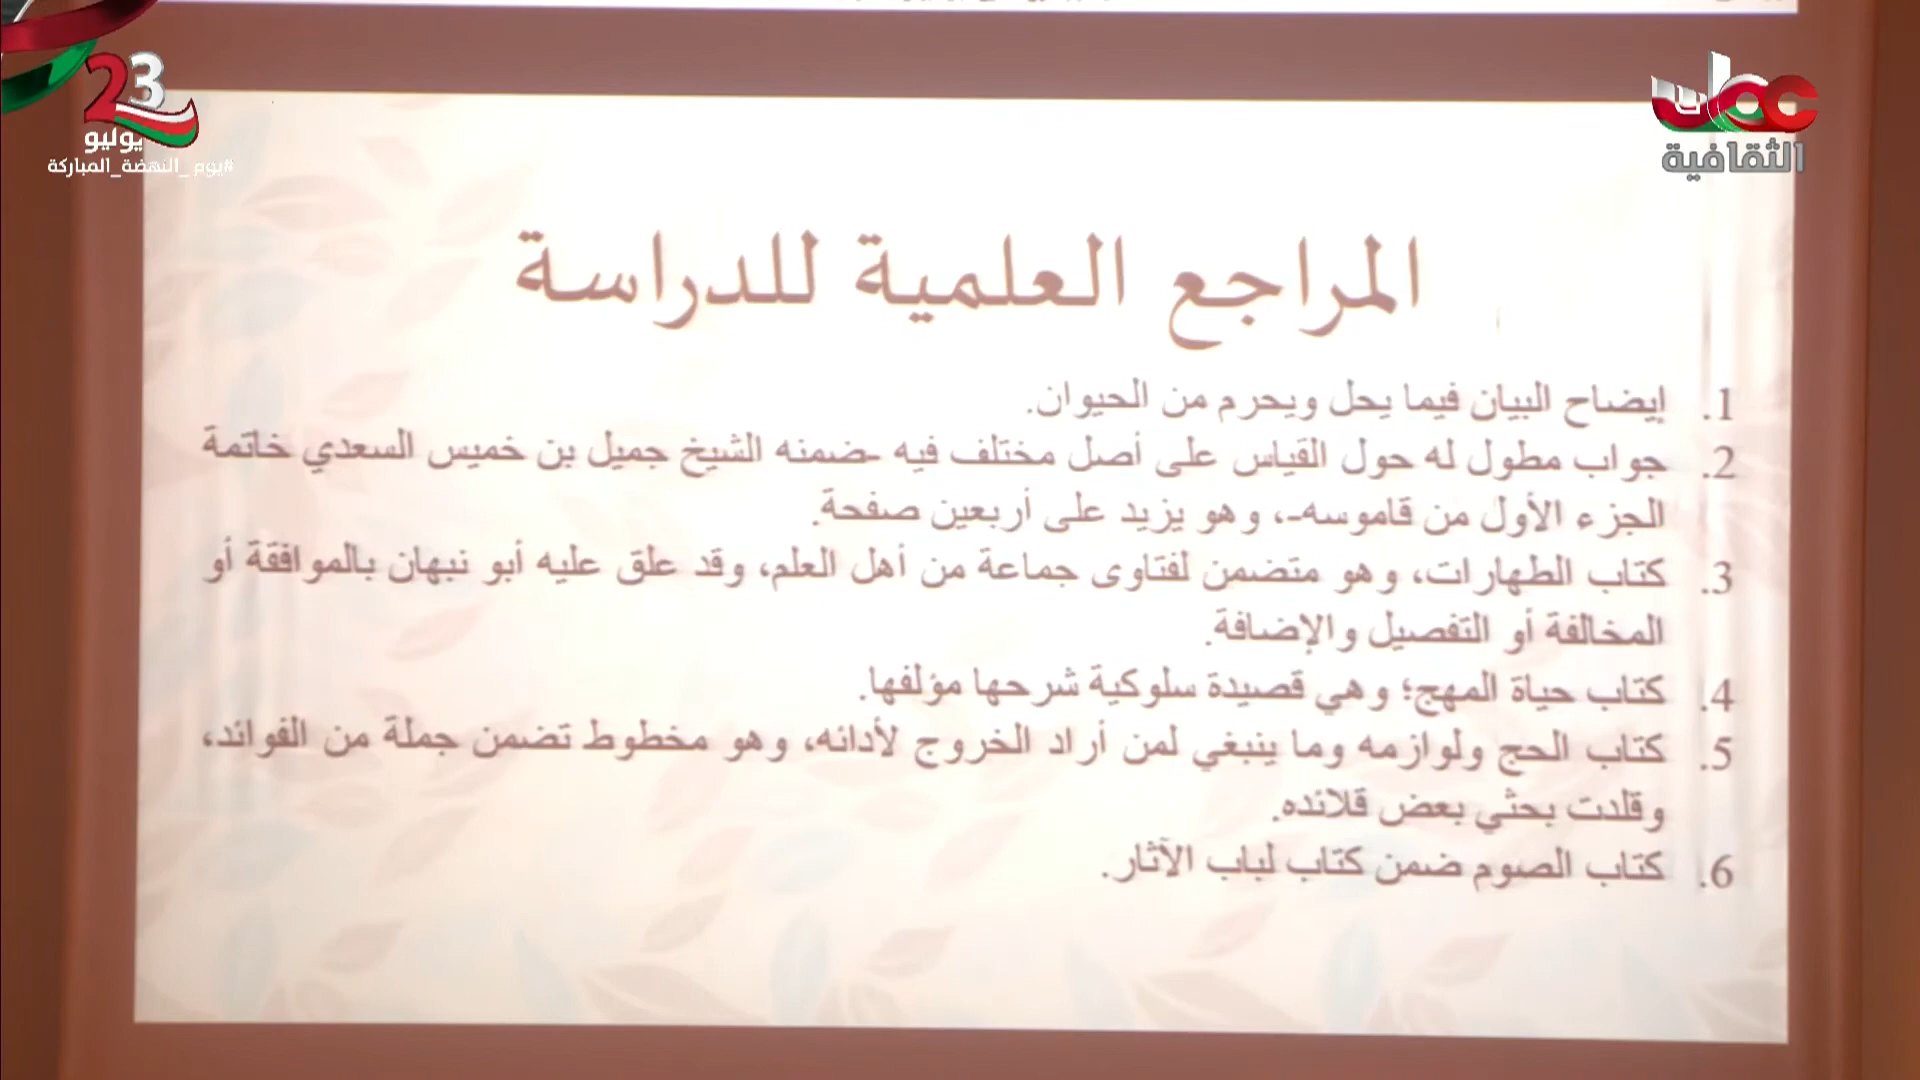 23
يوليو
#يوم_النهضة_المباركة
عمان
الثقافية
المراجع العلمية للدراسة
1. إيضاح البيان فيما يحل ويحرم من الحيوان.
2. جواب مطول له حول القياس على أصل مختلف فيه -ضمنه الشيخ جميل بن خميس السعدي خاتمة
الجزء الأول من قاموسه-، وهو يزيد على أربعين صفحة.
3. كتاب الطهارات، وهو متضمن لفتاوى جماعة من أهل العلم، وقد علق عليه أبو نبهان بالموافقة أو
المخالفة أو التفصيل والإضافة.
4. كتاب حياة المهج؛ وهي قصيدة سلوكية شرحها مؤلفها.
5. كتاب الحج ولوازمه وما ينبغي لمن أراد الخروج لأدائه، وهو مخطوط تضمن جملة من الفوائد،
وقلدت بحثي بعض قلائده.
6. كتاب الصوم ضمن كتاب لباب الآثار.